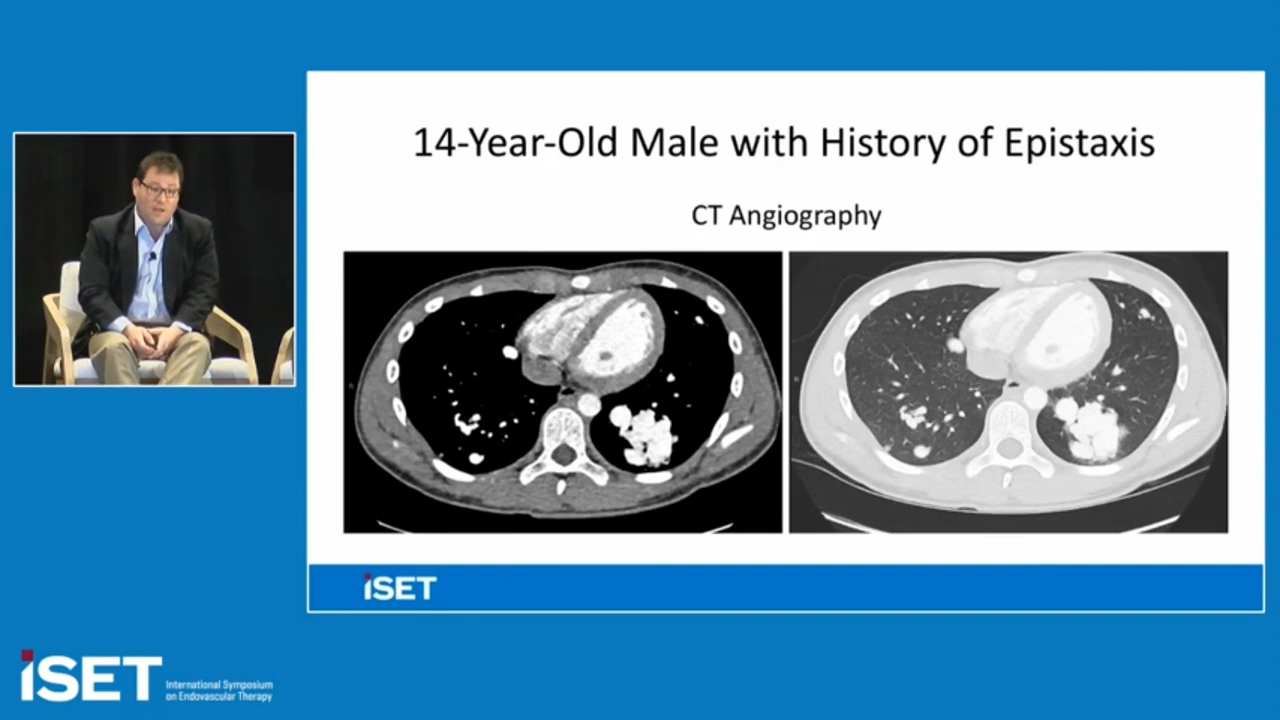 14-Year-Old Male with History of Epistaxis
CT Angiography
iSET
iSET
International Symposium
on Endovascular Therapy